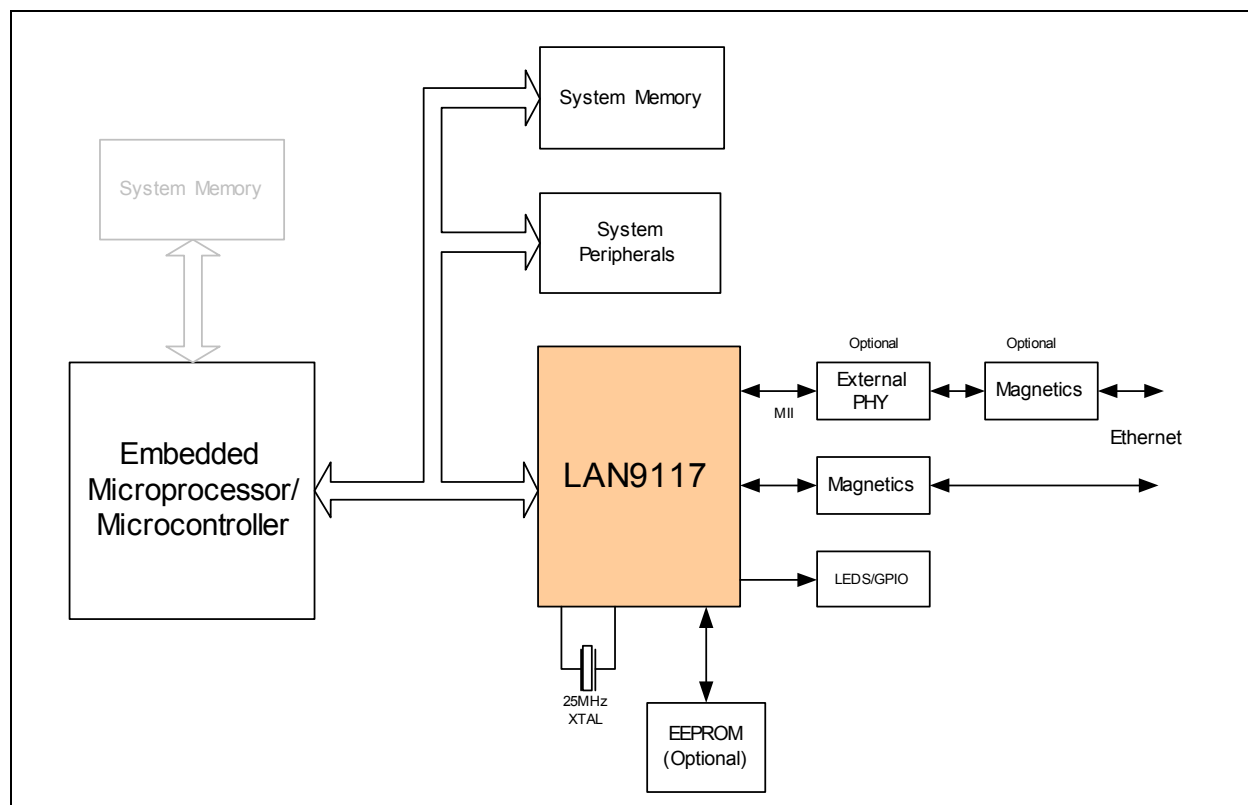 System Memory
System Memory
System
Peripherals
Optional
Optional
External
PHY
Magnetics
MII
Ethernet
Embedded
Microprocessor/
Microcontroller
LAN9117
Magnetics
LEDS/GPIO
25MHz
XTAL
EEPROM
(Optional)